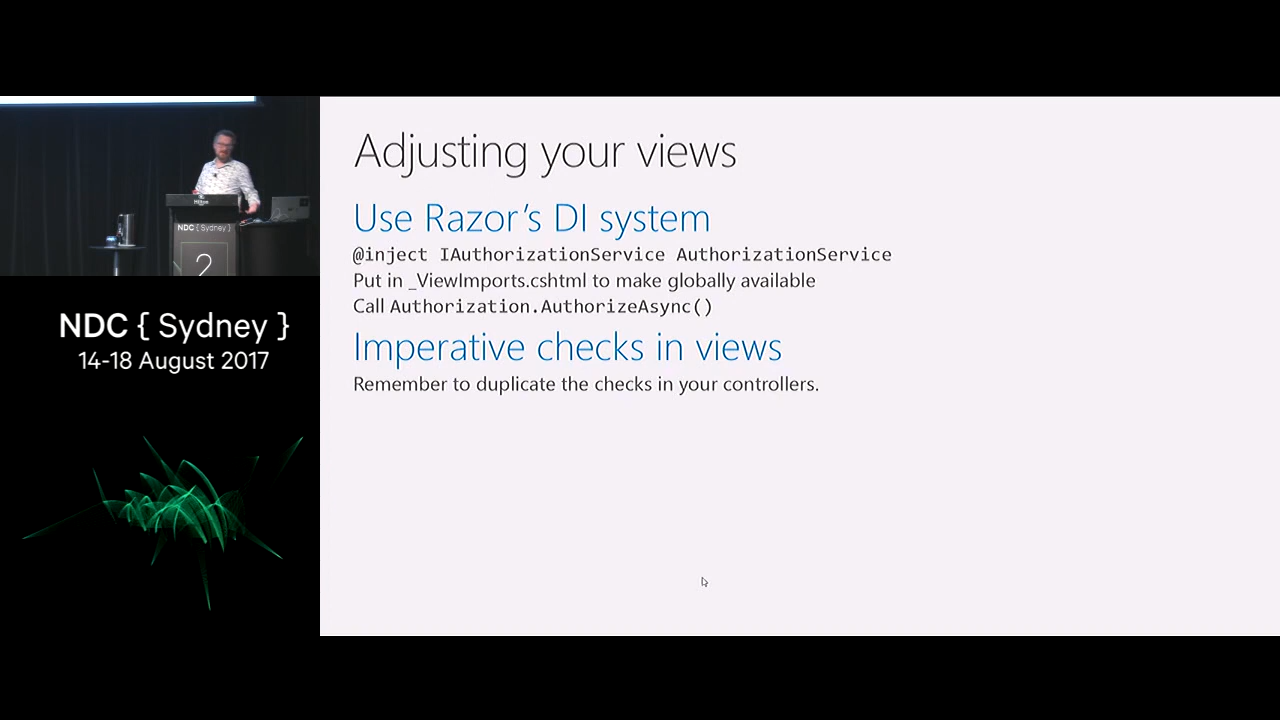 Hilton
NDC { Sydney }
2
NDC { Sydney }
14-18 August 2017
Adjusting your views
Use Razor's DI system
@inject IAuthorizationService AuthorizationService
Put in _ViewImports.cshtml to make globally available
Call Authorization.AuthorizeAsync()
Imperative checks in views
Remember to duplicate the checks in your controllers.